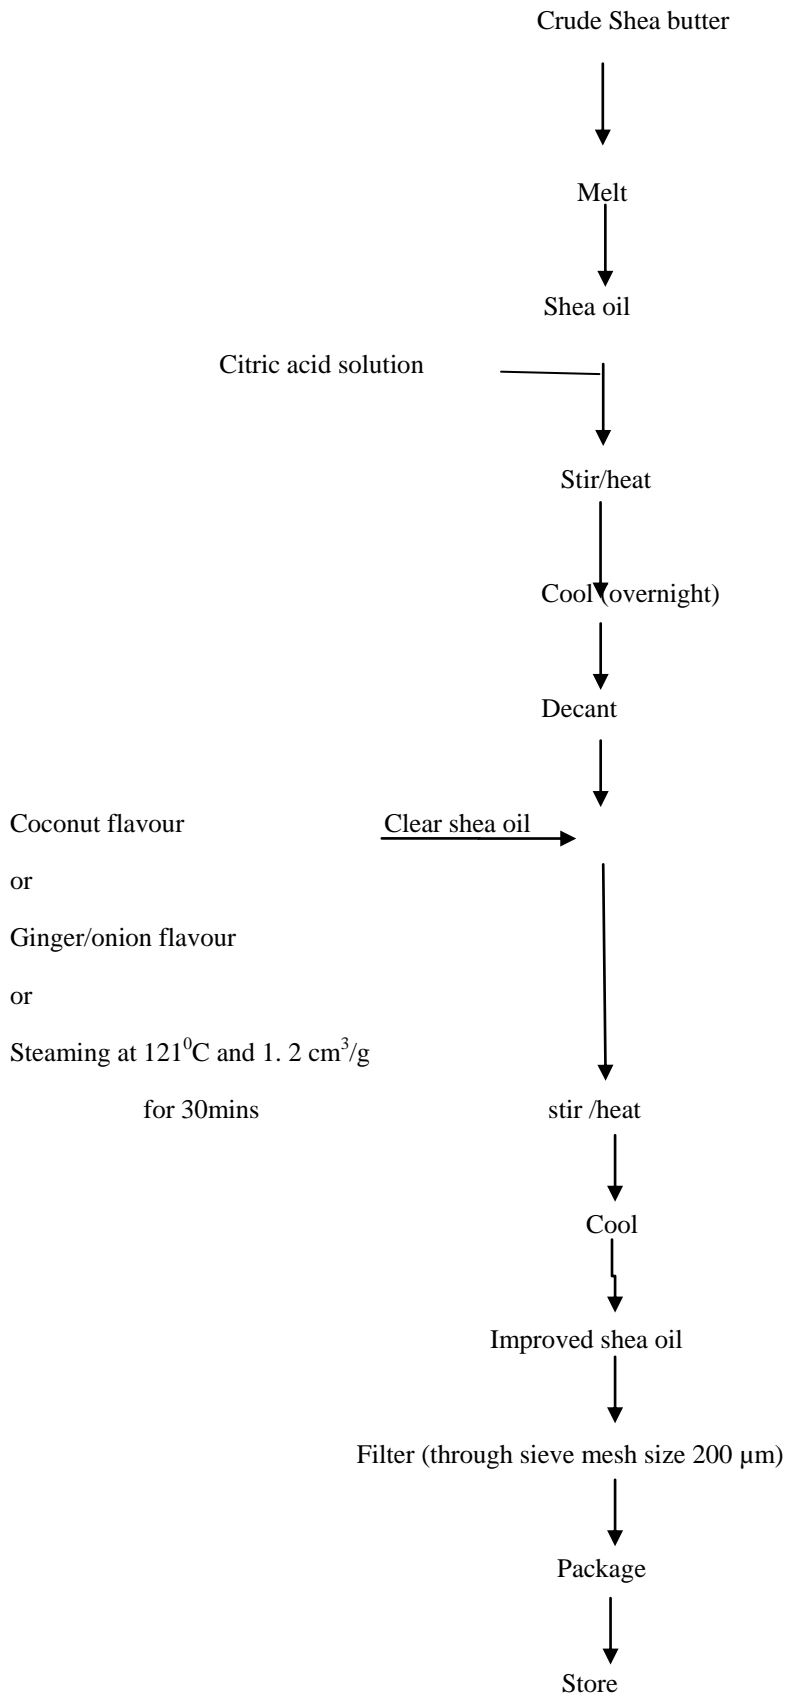 Crude Shea butter
Melt
Shea oil
Citric acid solution
Stir/heat
Cool (overnight)
Decant
Coconut flavour Clear shea oil
or
Ginger/onion flavour
or
Steaming at 121⁰C and 1. 2 cm³/g
for 30mins stir /heat
Cool
Improved shea oil
Filter (through sieve mesh size 200 µm)
Package
Store